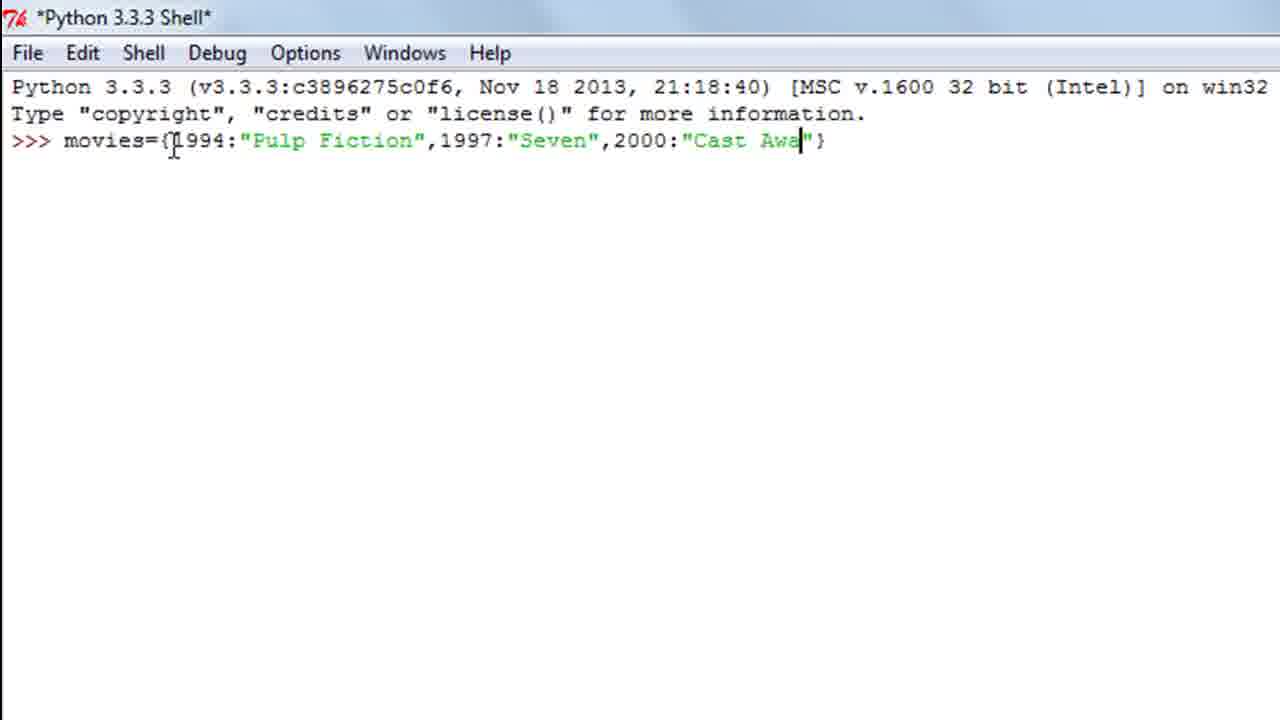 *Python 3.3.3 Shell*
File Edit Shell Debug Options Windows Help
Python 3.3.3 (v3.3.3:c3896275c0f6, Nov 18 2013, 21:18:40) [MSC v.1600 32 bit (Intel)] on win32
Type "copyright", "credits" or "license()" for more information.
>>> movies={1994:"Pulp Fiction",1997:"Seven",2000:"Cast Awa"}